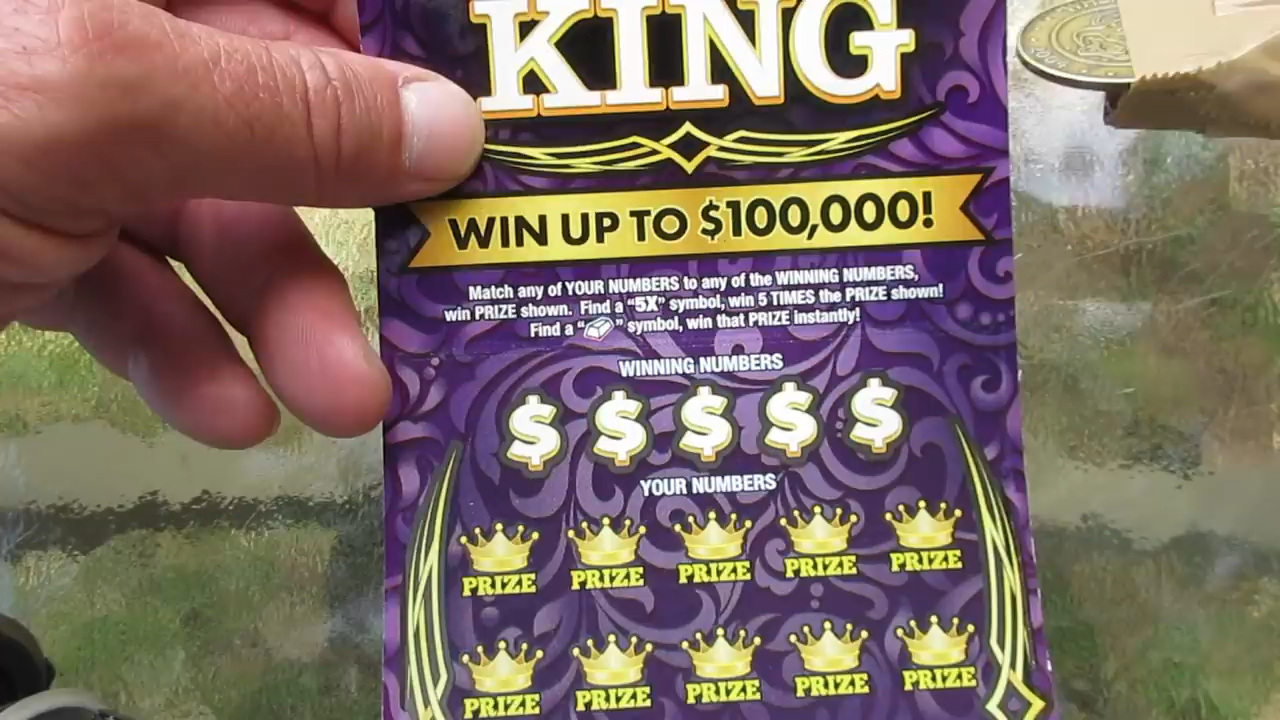 KING
WIN UP TO $100,000!
Match any of YOUR NUMBERS to any of the WINNING NUMBERS,
win PRIZE shown. Find a "5X" symbol, win 5 TIMES the PRIZE shown!
Find a " " symbol, win that PRIZE instantly!
WINNING NUMBERS
$ $ $ $ $
YOUR NUMBERS
PRIZE PRIZE PRIZE PRIZE PRIZE
PRIZE PRIZE PRIZE PRIZE PRIZE